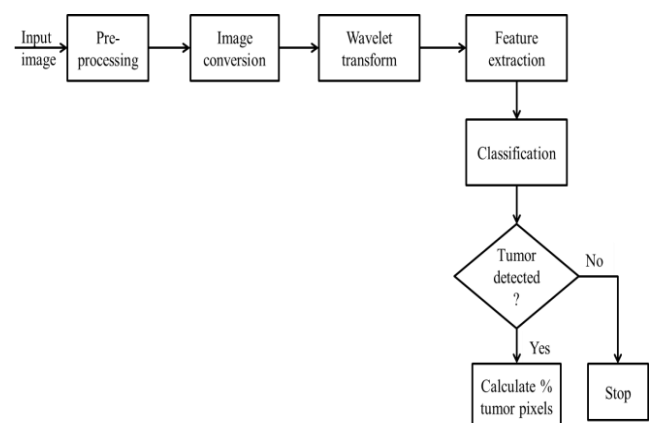 Input
image
Pre-
processing
Image
conversion
Wavelet
transform
Feature
extraction
Classification
Tumor
detected
?
No
Yes
Calculate %
tumor pixels
Stop